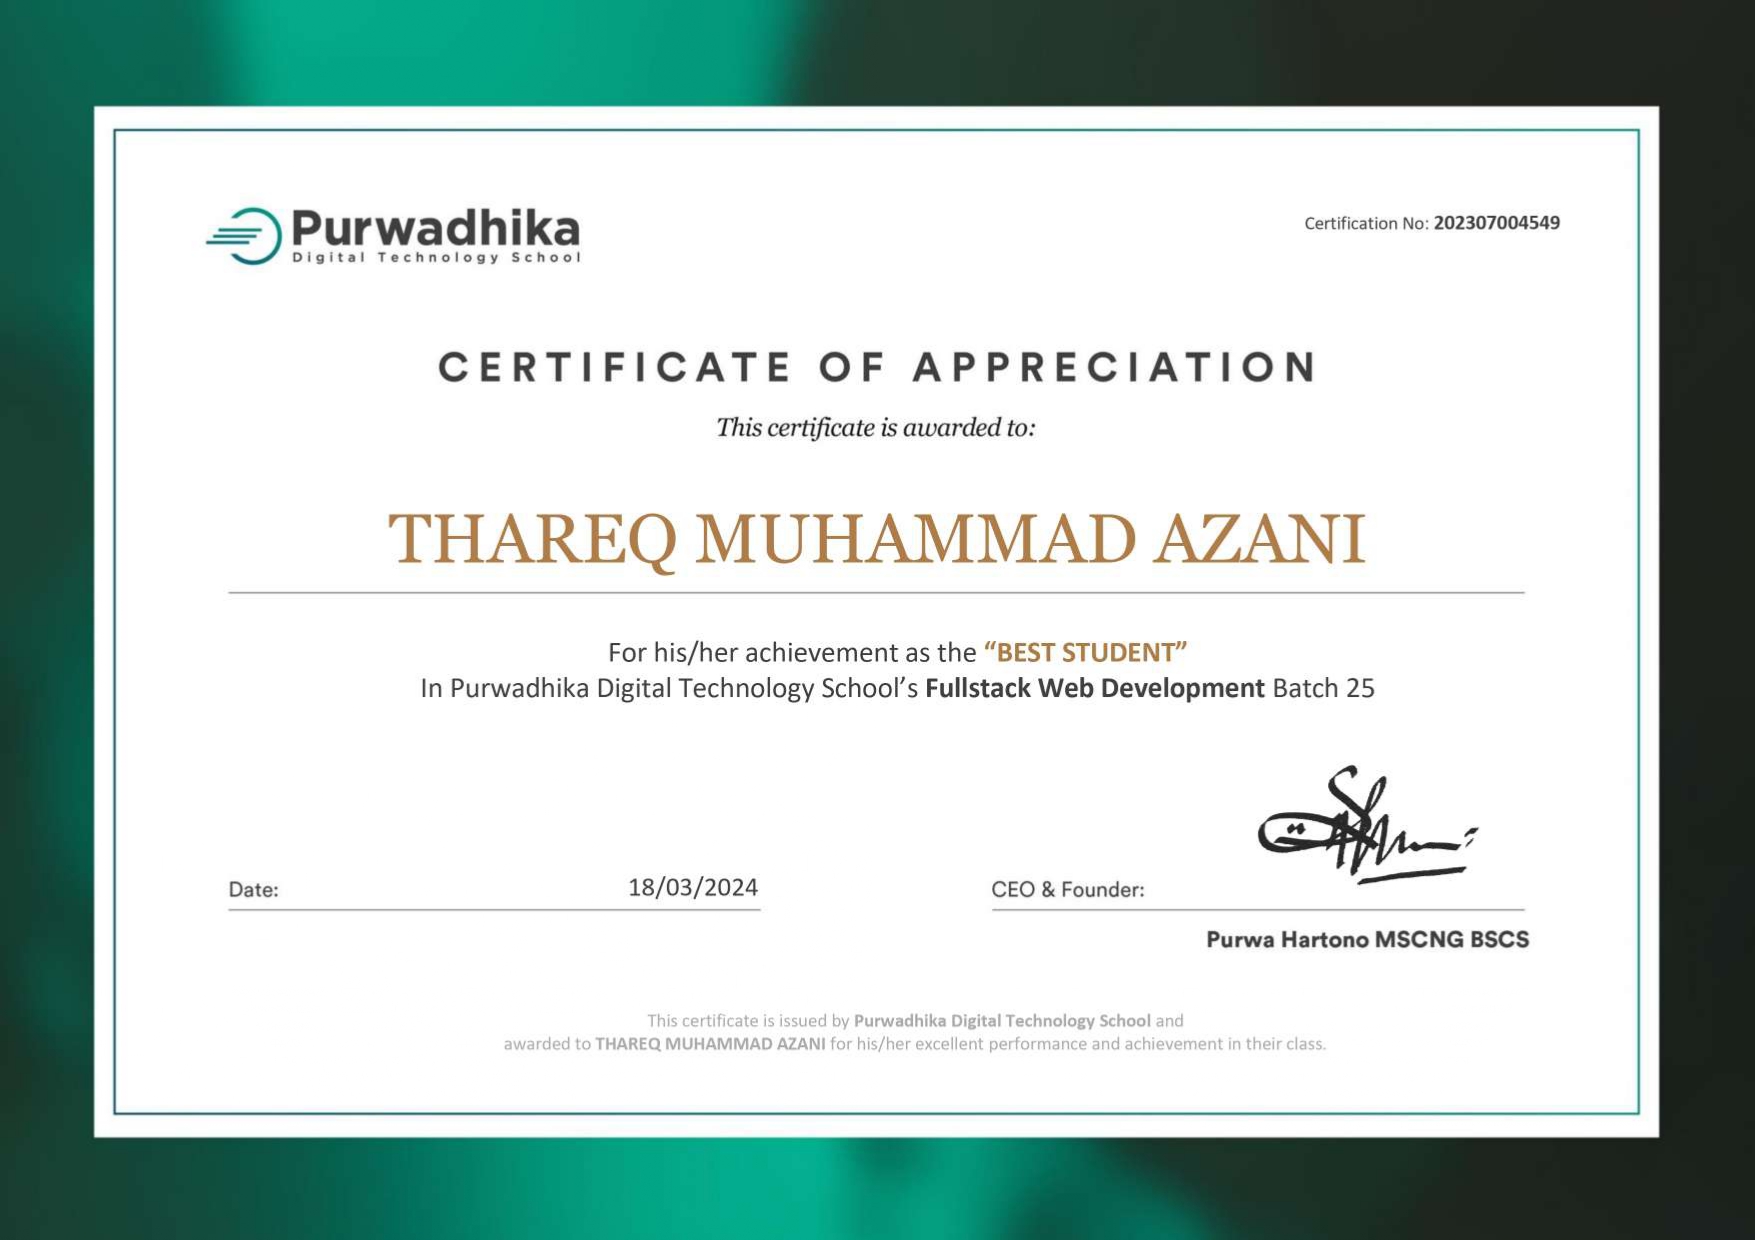 Purwadhika
Digital Technology School
Certification No: 202307004549
CERTIFICATE OF APPRECIATION
This certificate is awarded to:
THAREQ MUHAMMAD AZANI
For his/her achievement as the “BEST STUDENT”
In Purwadhika Digital Technology School’s Fullstack Web Development Batch 25
Date: 18/03/2024
CEO & Founder:
Purwa Hartono MSCNG BSCS
This certificate is issued by Purwadhika Digital Technology School and
awarded to THAREQ MUHAMMAD AZANI for his/her excellent performance and achievement in their class.